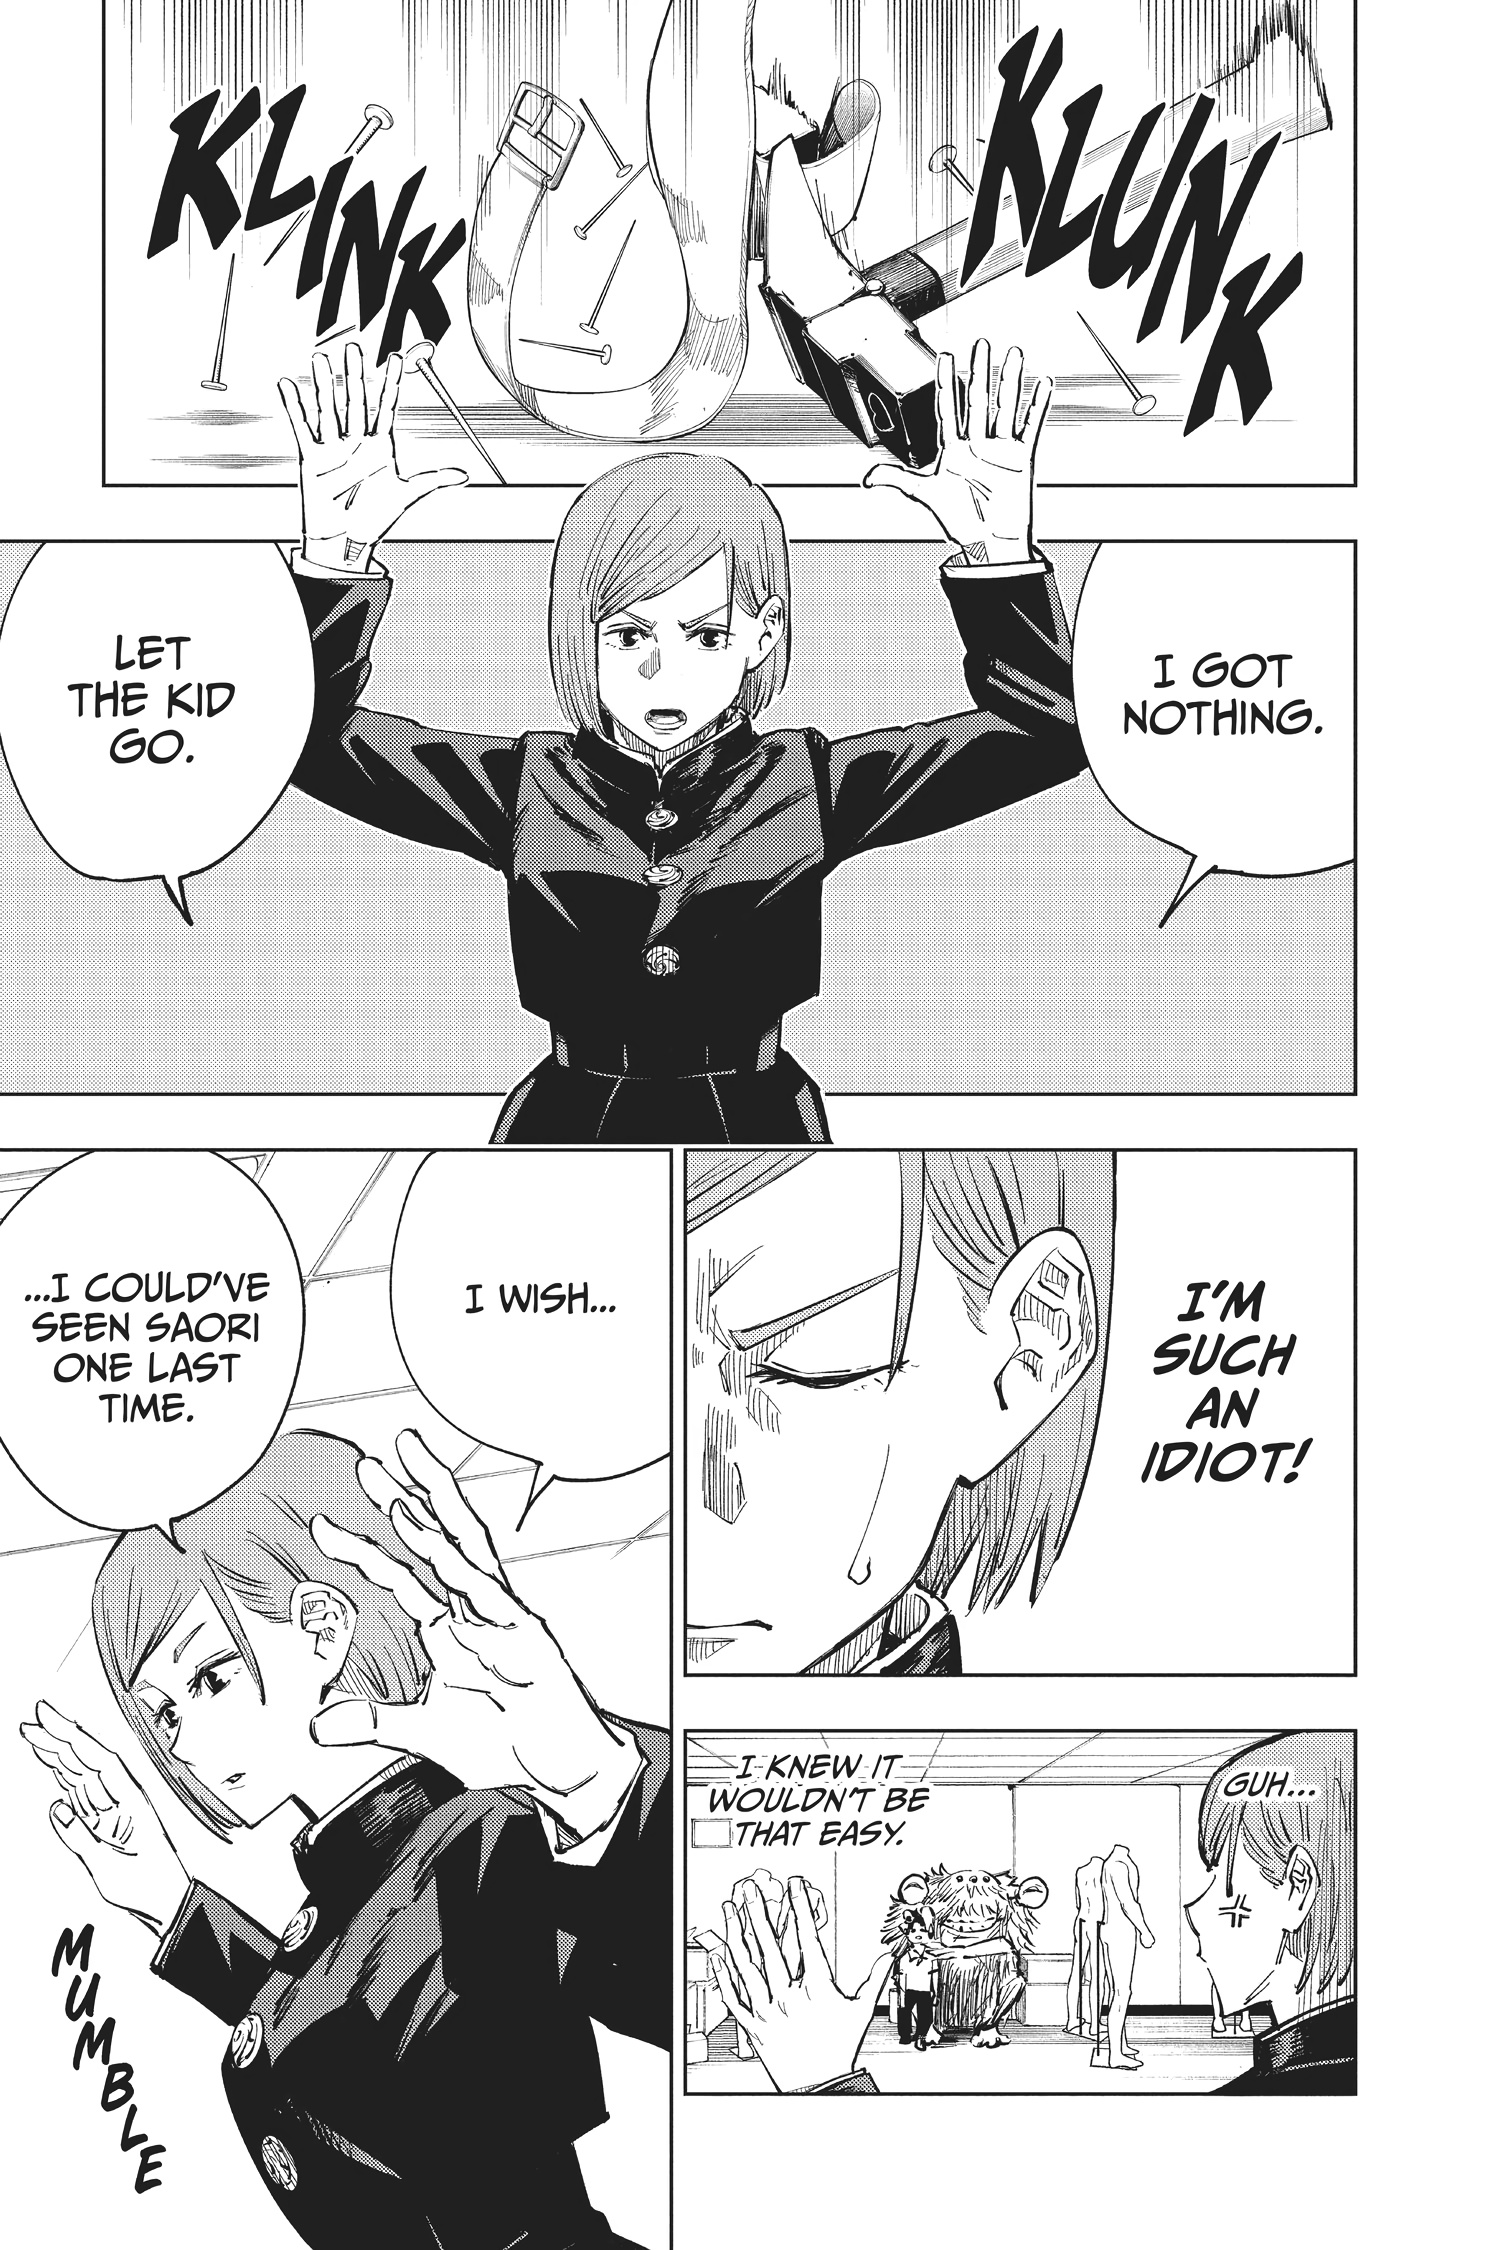 KLUNK
KLINK
I GOT
NOTHING.
LET
THE KID
GO.
I'M
SUCH
AN
IDIOT!
GUH...
I KNEW IT
WOULDN'T BE
THAT EASY.
I WISH...
...I COULD'VE
SEEN SAORI
ONE LAST
TIME.
MUMBLE